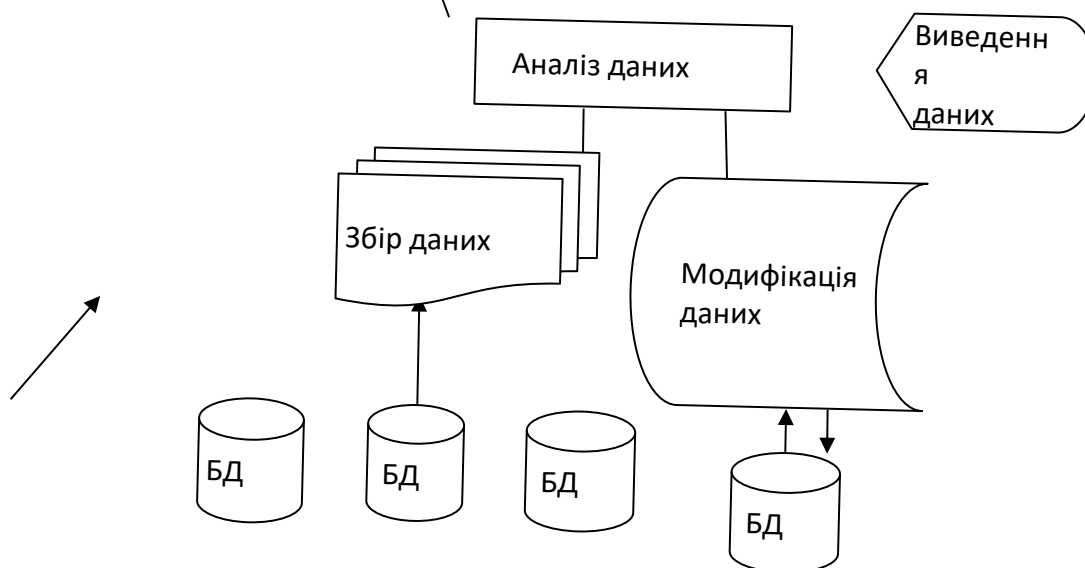 Аналіз даних
Виведенн
я
даних
Збір даних
Модифікація
даних
БД
БД
БД
БД